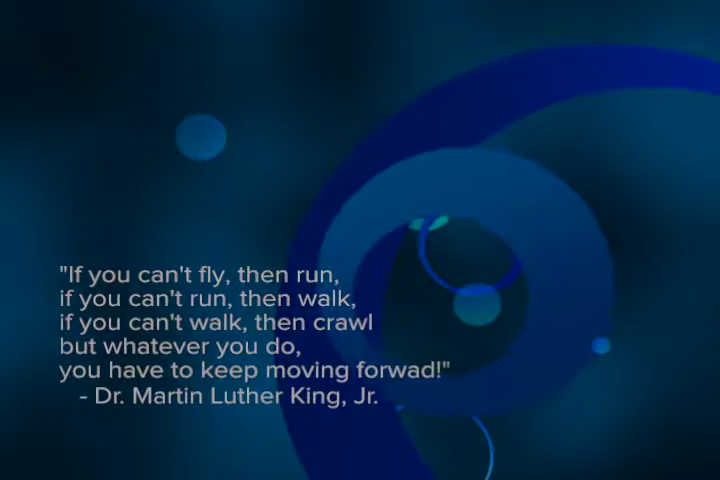 "If you can't fly, then run,
if you can't run, then walk,
if you can't walk, then crawl
but whatever you do,
you have to keep moving forwad!"
- Dr. Martin Luther King, Jr.